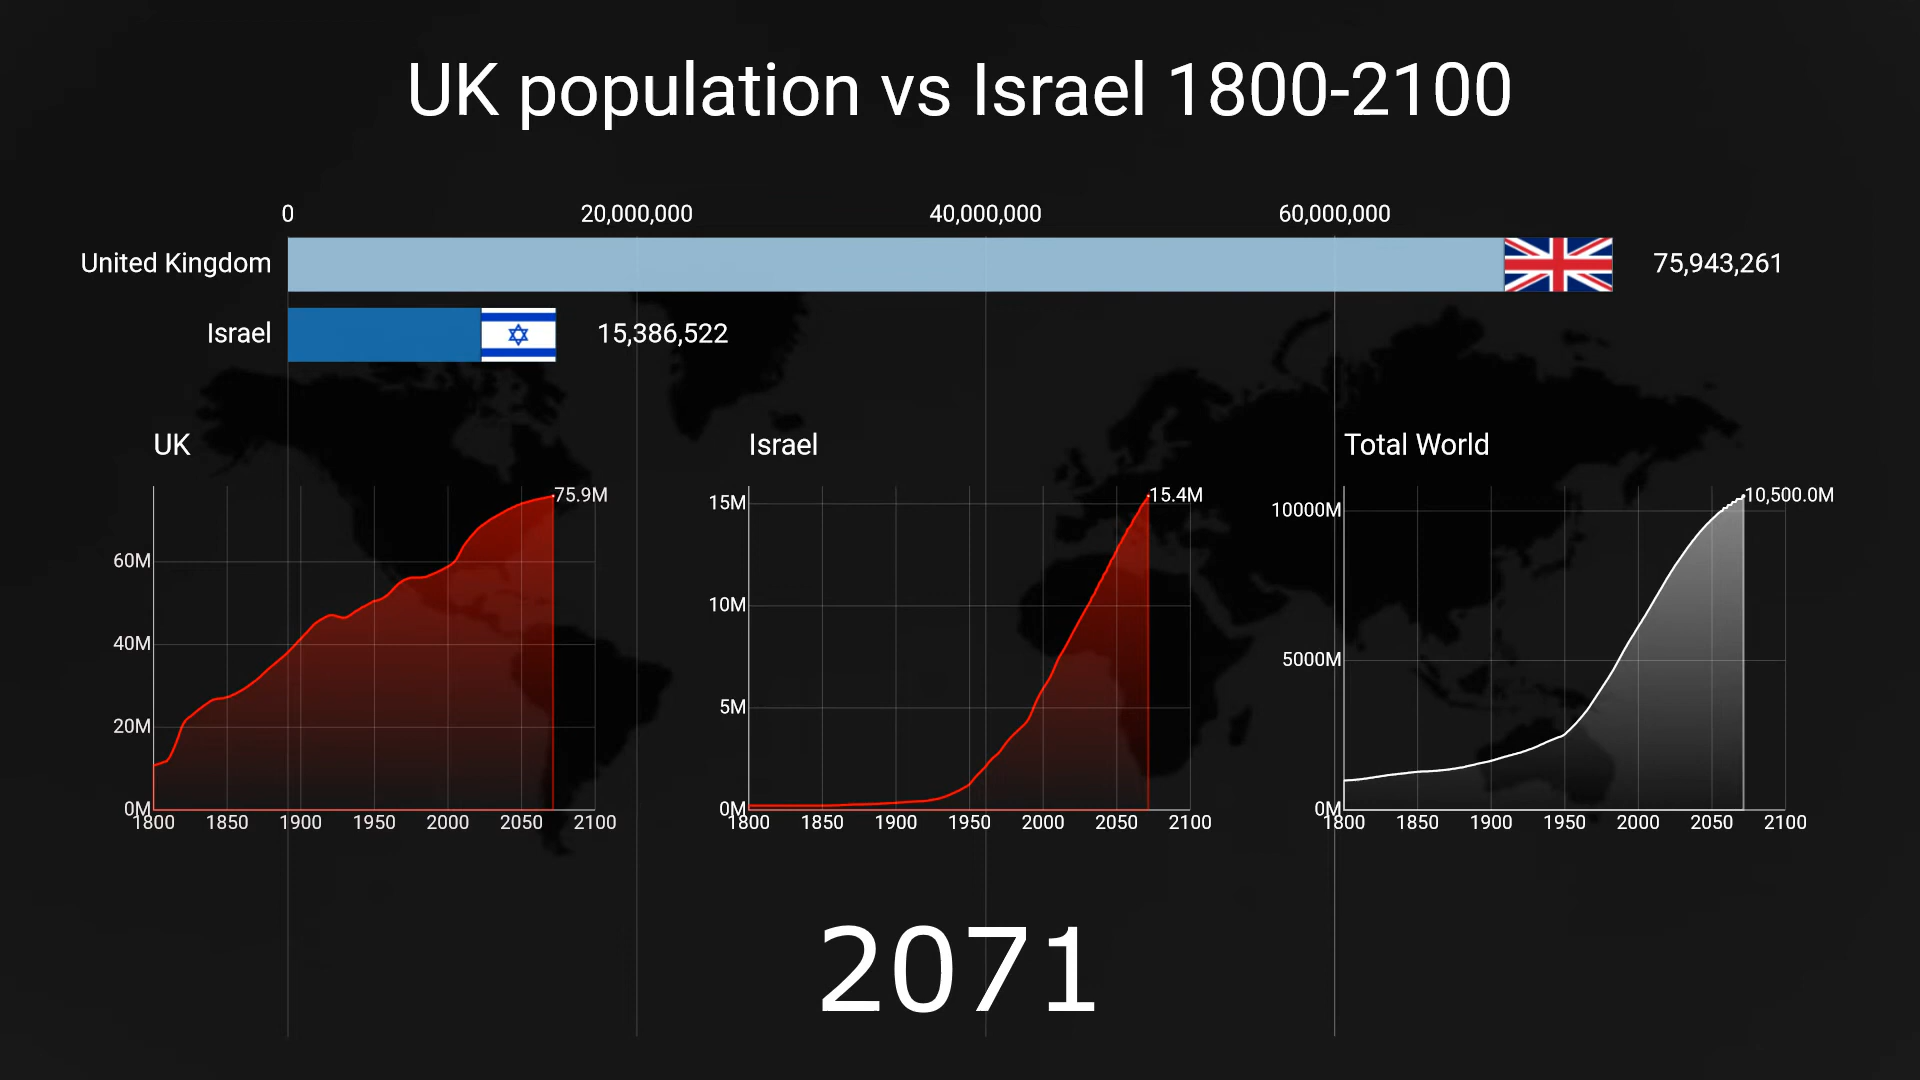 UK population vs Israel 1800-2100
0 20,000,000 40,000,000 60,000,000
United Kingdom 75,943,261
Israel 15,386,522
UK
75.9M
60M
40M
20M
0M
1800 1850 1900 1950 2000 2050 2100
Israel
15.4M
15M
10M
5M
0M
1800 1850 1900 1950 2000 2050 2100
Total World
10,500.0M
10000M
5000M
0M
1800 1850 1900 1950 2000 2050 2100
2071